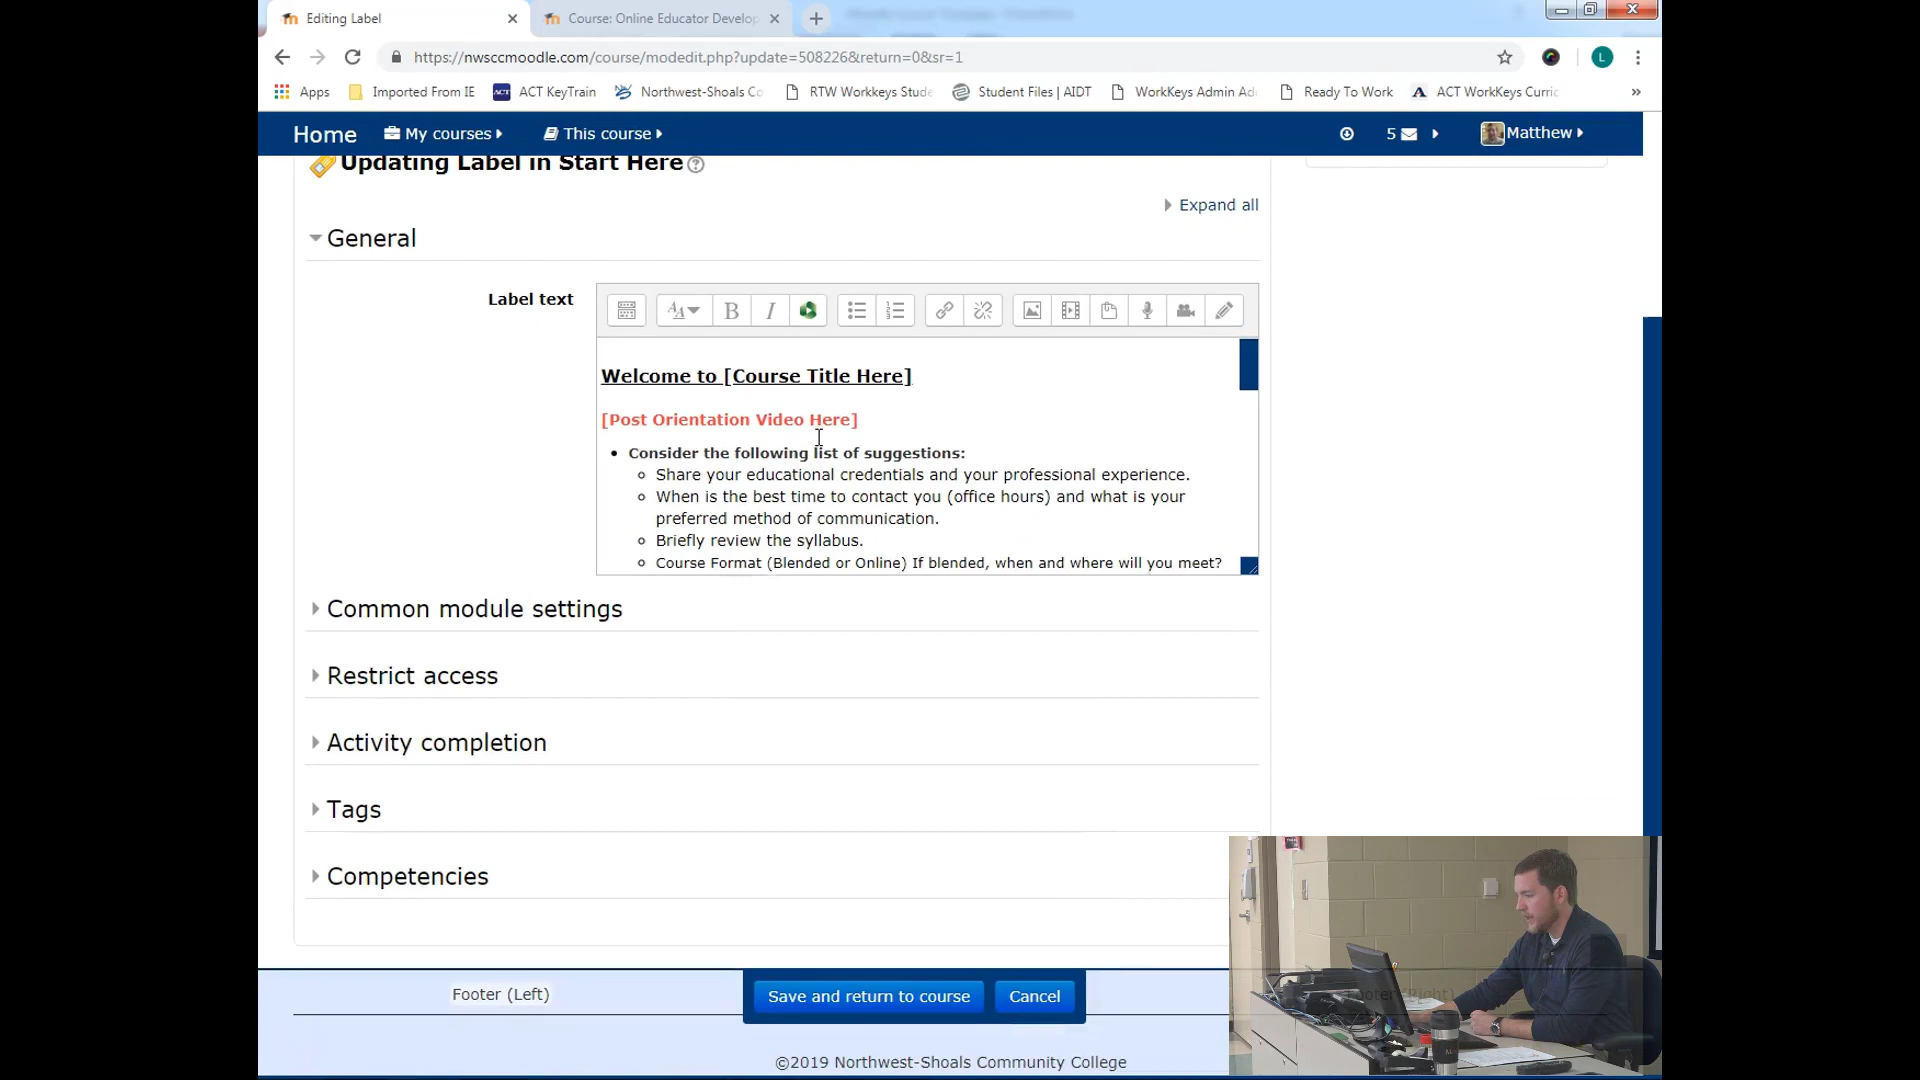 Editing Label
Course: Online Educator Develop
https://nwsccmoodle.com/course/modedit.php?update=508226&return=0&sr=1
L
Apps
Imported From IE
ACT KeyTrain
Northwest-Shoals Co
RTW Workkeys Stude
Student Files | AIDT
WorkKeys Admin Ad
Ready To Work
ACT WorkKeys Curric
»
Home
My courses
This course
5
Matthew
Updating Label in Start Here
Expand all
General
Label text
Welcome to [Course Title Here]
[Post Orientation Video Here]
Consider the following list of suggestions:
Share your educational credentials and your professional experience.
When is the best time to contact you (office hours) and what is your
preferred method of communication.
Briefly review the syllabus.
Course Format (Blended or Online) If blended, when and where will you meet?
Common module settings
Restrict access
Activity completion
Tags
Competencies
Footer (Left)
Save and return to course
Cancel
Footer (Right)
©2019 Northwest-Shoals Community College